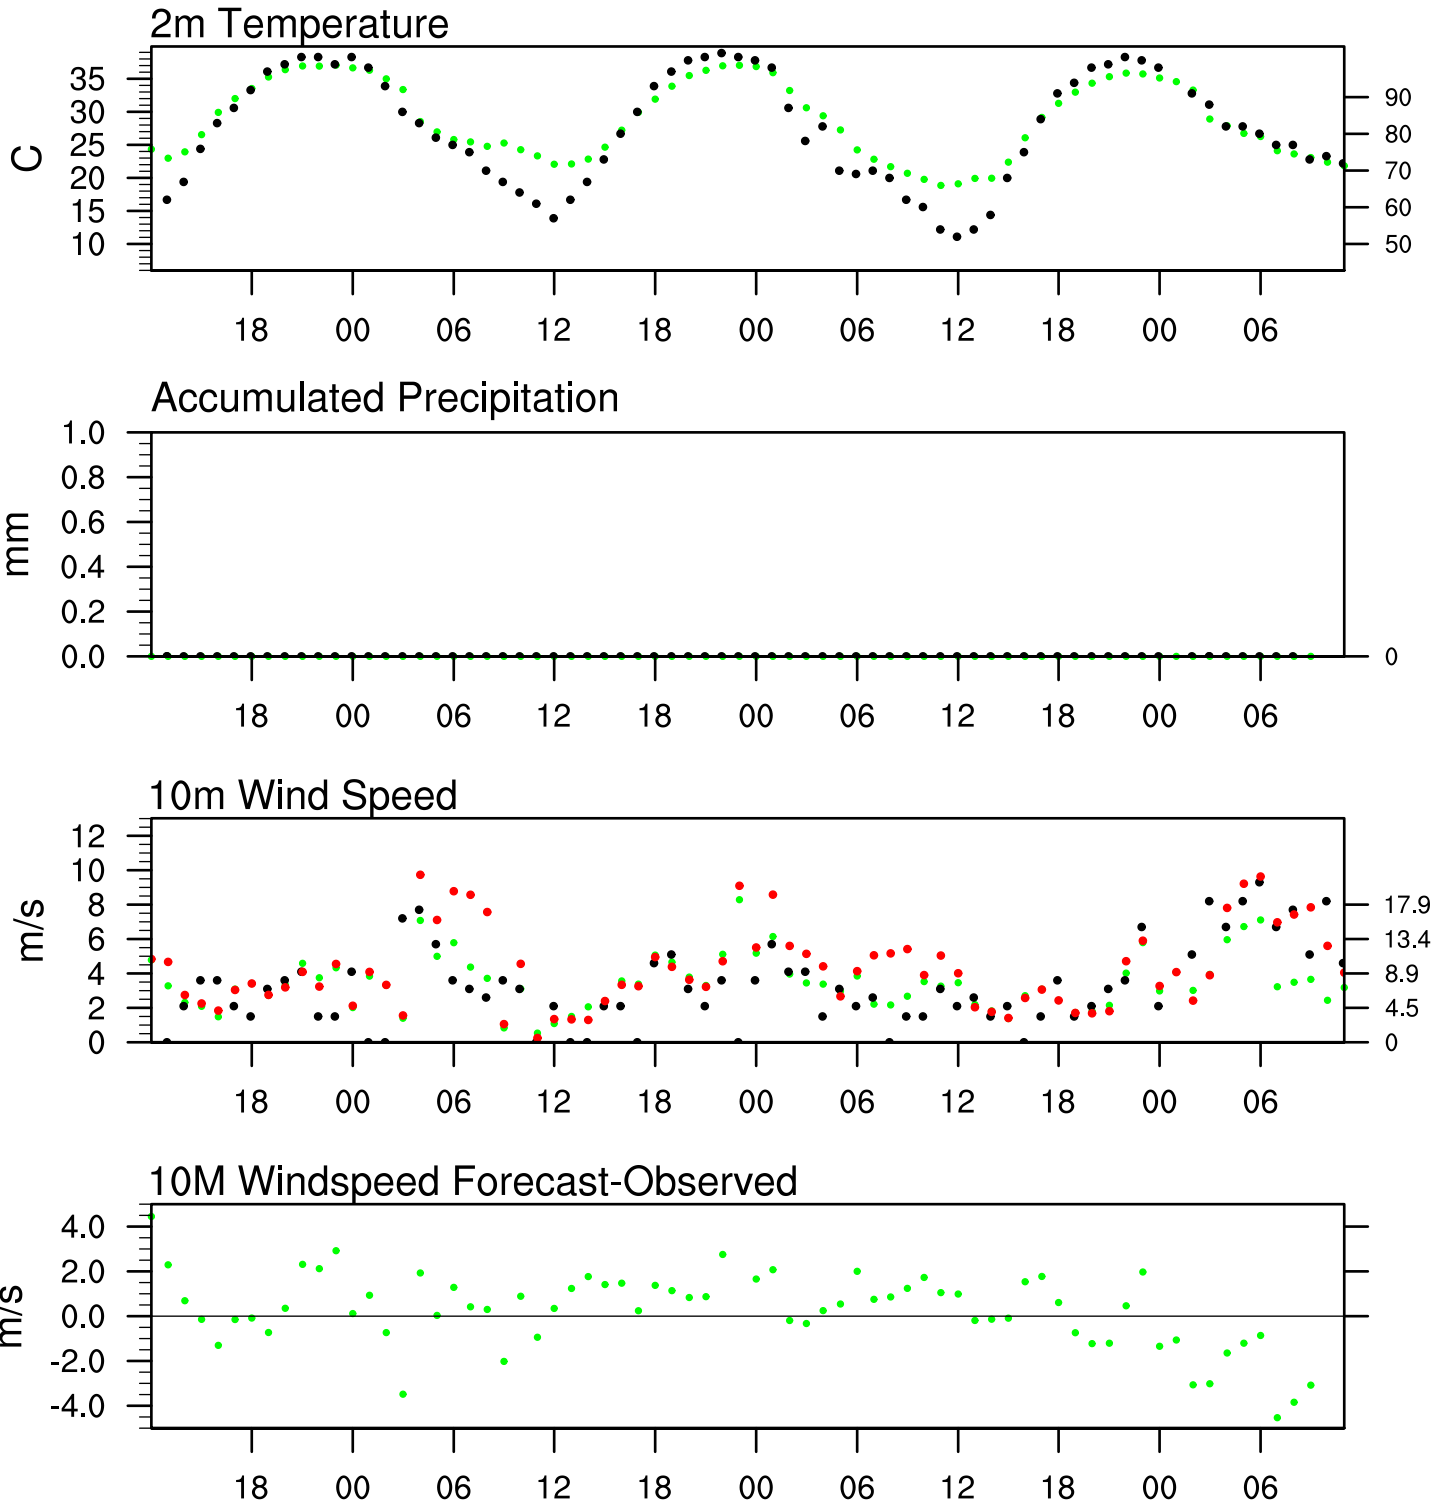 2m Temperature
35
30
25
20
15
10
C
90
80
70
60
50
18 00 06 12 18 00 06 12 18 00 06
Accumulated Precipitation
1.0
0.8
0.6
0.4
0.2
0.0
mm
0
18 00 06 12 18 00 06 12 18 00 06
10m Wind Speed
12
10
8
6
4
2
0
m/s
17.9
13.4
8.9
4.5
0
18 00 06 12 18 00 06 12 18 00 06
10M Windspeed Forecast-Observed
4.0
2.0
0.0
-2.0
-4.0
m/s
18 00 06 12 18 00 06 12 18 00 06